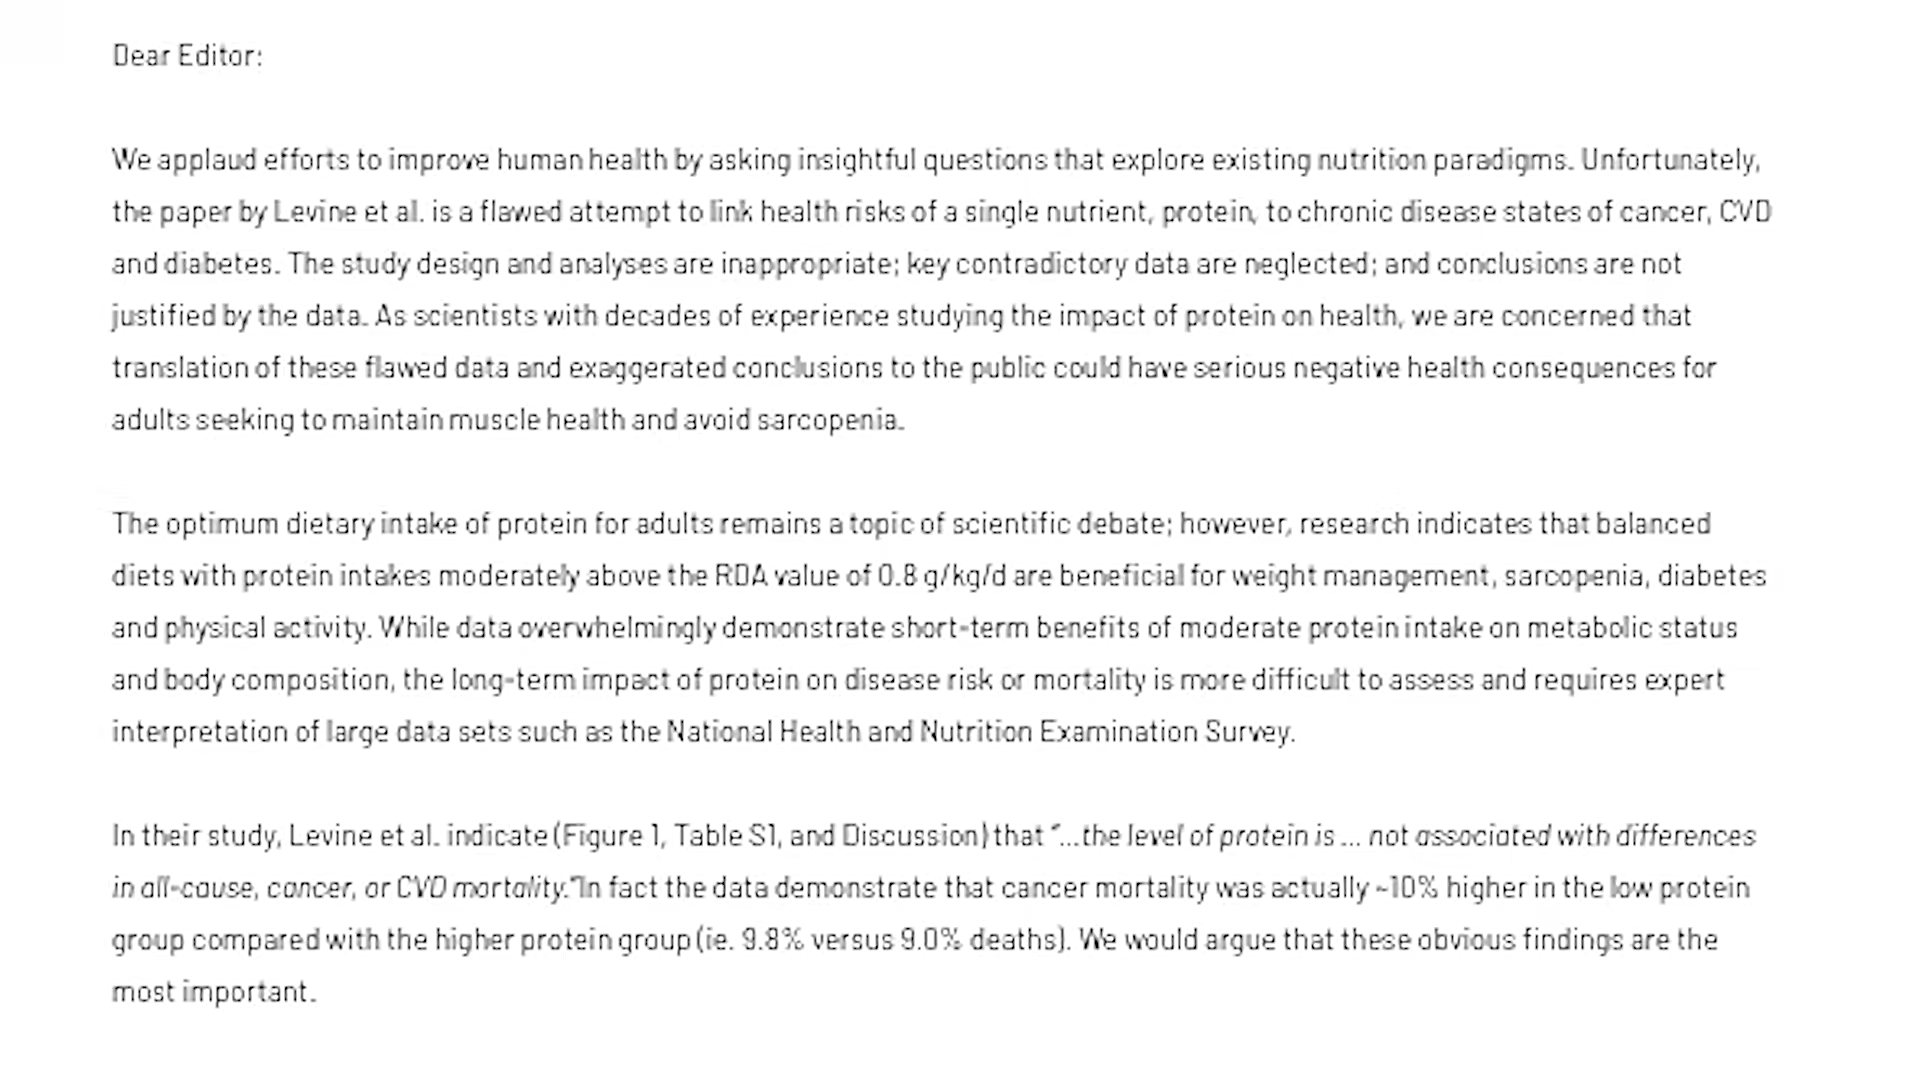 Dear Editor:
We applaud efforts to improve human health by asking insightful questions that explore existing nutrition paradigms. Unfortunately,
the paper by Levine et al. is a flawed attempt to link health risks of a single nutrient, protein, to chronic disease states of cancer, CVD
and diabetes. The study design and analyses are inappropriate; key contradictory data are neglected; and conclusions are not
justified by the data. As scientists with decades of experience studying the impact of protein on health, we are concerned that
translation of these flawed data and exaggerated conclusions to the public could have serious negative health consequences for
adults seeking to maintain muscle health and avoid sarcopenia.
The optimum dietary intake of protein for adults remains a topic of scientific debate; however, research indicates that balanced
diets with protein intakes moderately above the RDA value of 0.8 g/kg/d are beneficial for weight management, sarcopenia, diabetes
and physical activity. While data overwhelmingly demonstrate short-term benefits of moderate protein intake on metabolic status
and body composition, the long-term impact of protein on disease risk or mortality is more difficult to assess and requires expert
interpretation of large data sets such as the National Health and Nutrition Examination Survey.
In their study, Levine et al. indicate (Figure 1, Table S1, and Discussion) that "...the level of protein is ... not associated with differences
in all-cause, cancer, or CVD mortality."In fact the data demonstrate that cancer mortality was actually ~10% higher in the low protein
group compared with the higher protein group (ie. 9.8% versus 9.0% deaths). We would argue that these obvious findings are the
most important.